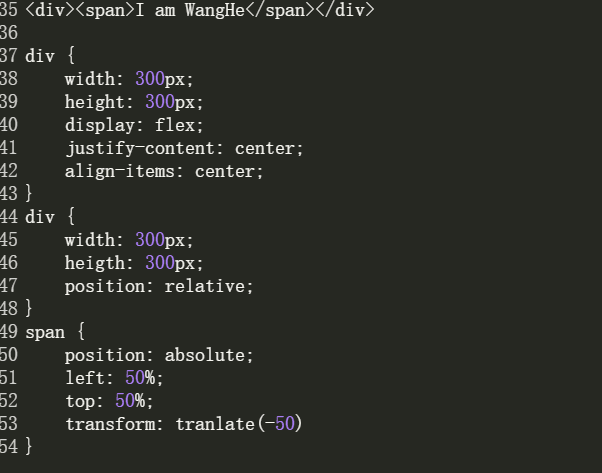 35 <div><span>I am WangHe</span></div>
36
37 div {
38     width: 300px;
39     height: 300px;
40     display: flex;
41     justify-content: center;
42     align-items: center;
43 }
44 div {
45     width: 300px;
46     heigth: 300px;
47     position: relative;
48 }
49 span {
50     position: absolute;
51     left: 50%;
52     top: 50%;
53     transform: tranlate(-50)
54 }